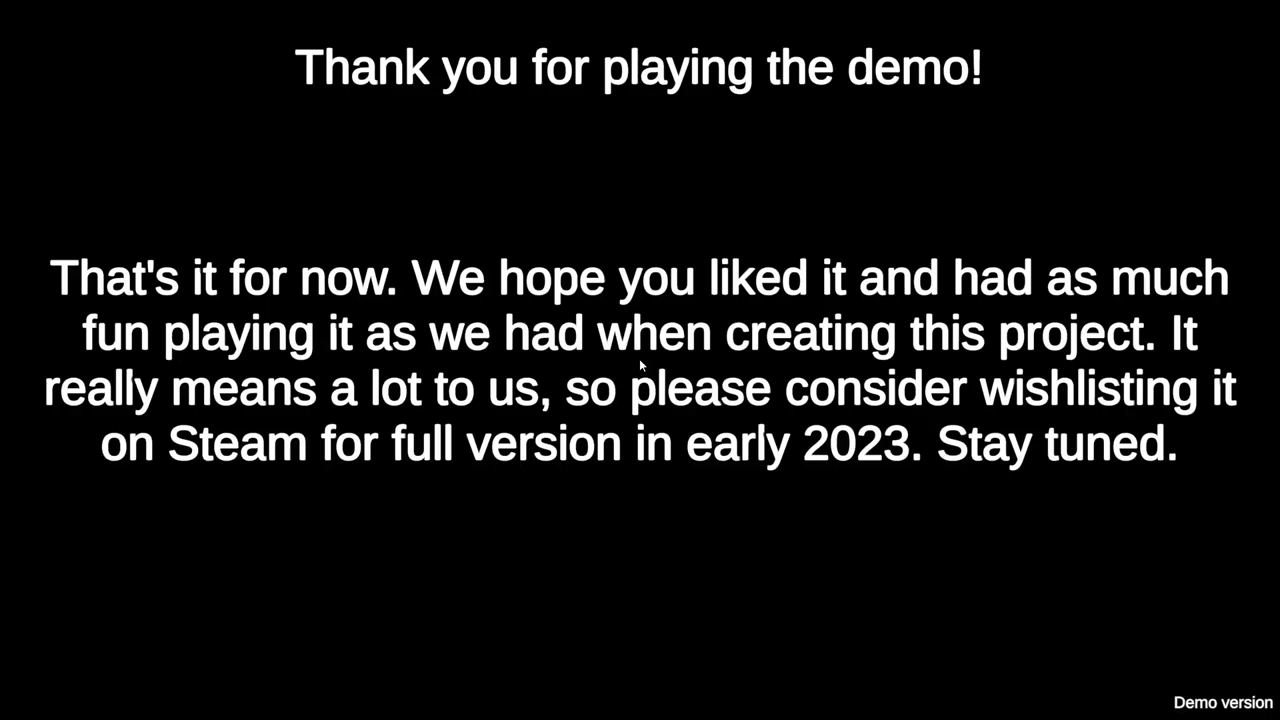 Thank you for playing the demo!
That's it for now. We hope you liked it and had as much
fun playing it as we had when creating this project. It
really means a lot to us, so please consider wishlisting it
on Steam for full version in early 2023. Stay tuned.
Demo version